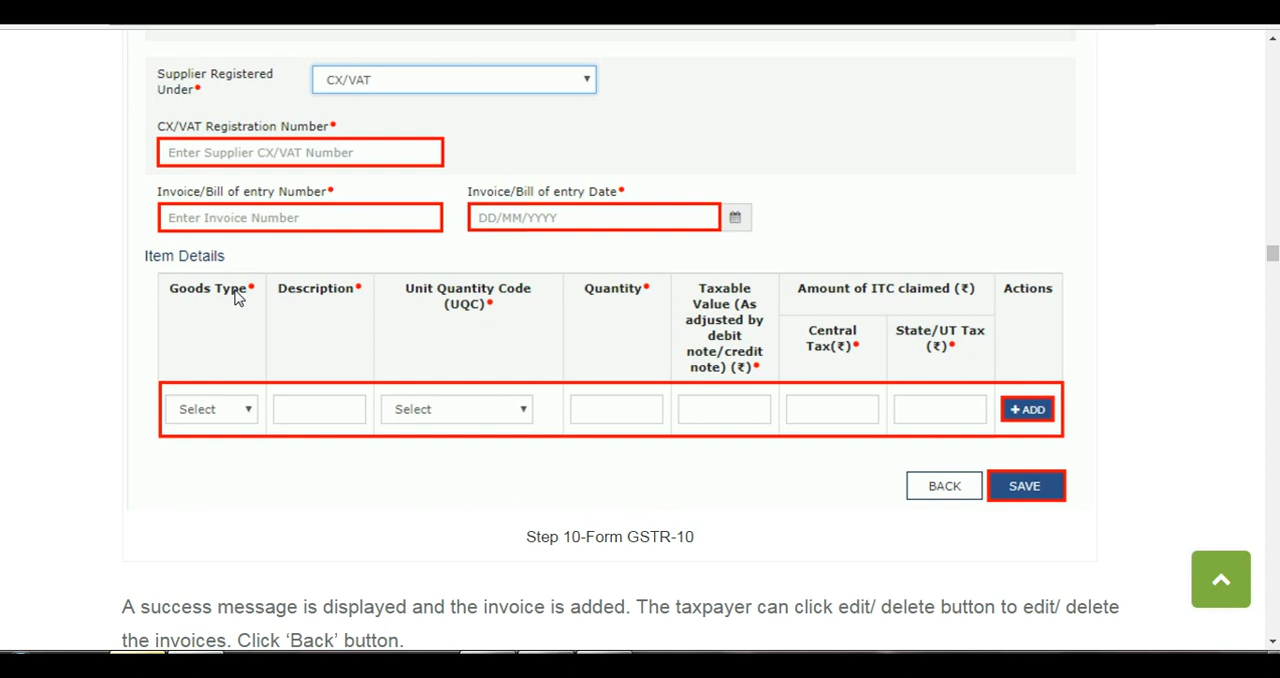 Supplier Registered
Under•
CX/VAT
CX/VAT Registration Number•
Enter Supplier CX/VAT Number
Invoice/Bill of entry Number•
Invoice/Bill of entry Date•
Enter Invoice Number
DD/MM/YYYY
Item Details
Goods Type•
Description•
Unit Quantity Code
(UQC)•
Quantity•
Taxable
Value (As
adjusted by
debit
note/credit
note) (₹)•
Amount of ITC claimed (₹)
Central
Tax(₹)•
State/UT Tax
(₹)•
Actions
Select
Select
+ ADD
BACK
SAVE
Step 10-Form GSTR-10
A success message is displayed and the invoice is added. The taxpayer can click edit/ delete button to edit/ delete
the invoices. Click ‘Back’ button.